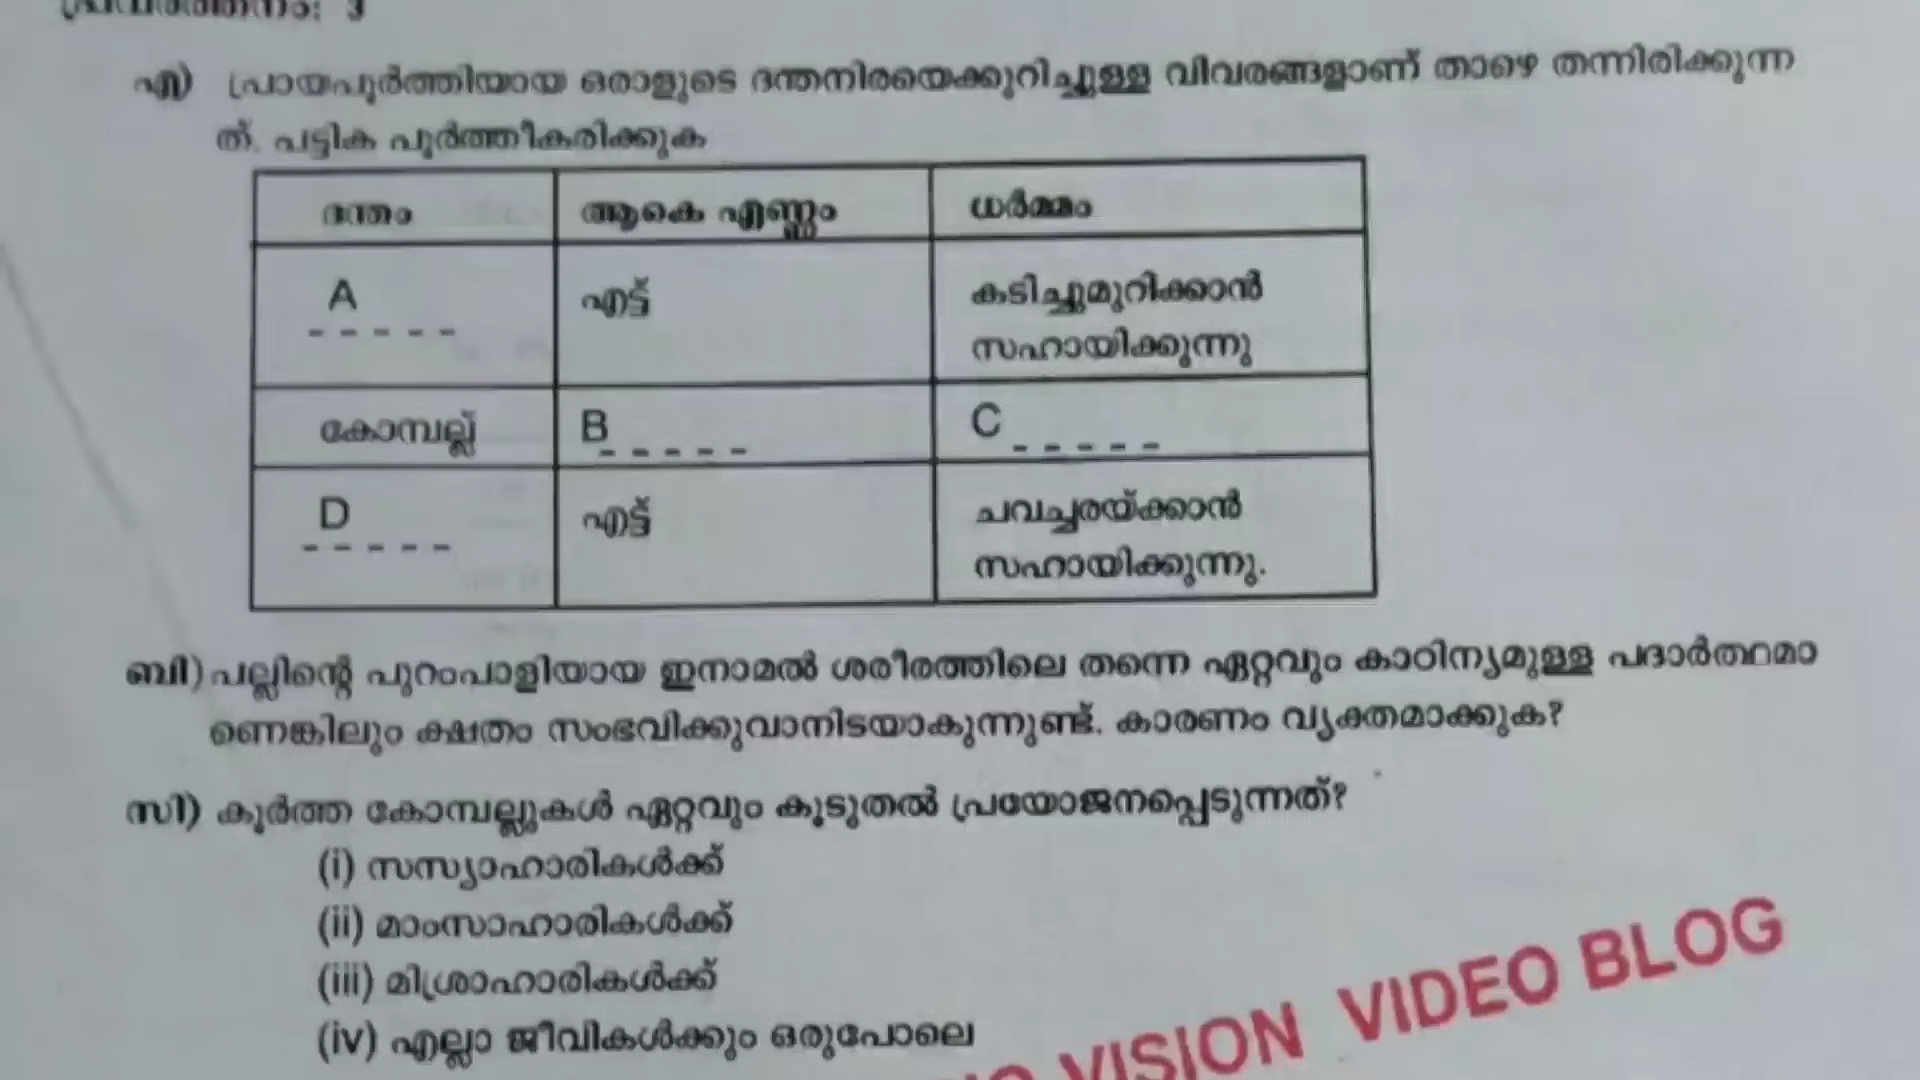 പ്രവർത്തനം: 3
എ) പ്രായപൂർത്തിയായ ഒരാളുടെ ദന്തനിരയെക്കുറിച്ചുള്ള വിവരങ്ങളാണ് താഴെ തന്നിരിക്കുന്ന
ത്. പട്ടിക പൂർത്തീകരിക്കുക
ദന്തം ആകെ എണ്ണം ധർമ്മം
A എട്ട് കടിച്ചുമുറിക്കാൻ
- - - - - സഹായിക്കുന്നു
കോമ്പല്ല് B - - - - - C - - - - -
D എട്ട് ചവച്ചരയ്ക്കാൻ
- - - - - സഹായിക്കുന്നു.
ബി) പല്ലിന്റെ പുറംപാളിയായ ഇനാമൽ ശരീരത്തിലെ തന്നെ ഏറ്റവും കാഠിന്യമുള്ള പദാർത്ഥമാ
ണെങ്കിലും ക്ഷതം സംഭവിക്കുവാനിടയാകുന്നുണ്ട്. കാരണം വ്യക്തമാക്കുക?
സി) കൂർത്ത കോമ്പല്ലുകൾ ഏറ്റവും കൂടുതൽ പ്രയോജനപ്പെടുന്നത്?
(i) സസ്യാഹാരികൾക്ക്
(ii) മാംസാഹാരികൾക്ക്
(iii) മിശ്രാഹാരികൾക്ക്
(iv) എല്ലാ ജീവികൾക്കും ഒരുപോലെ
VISION VIDEO BLOG